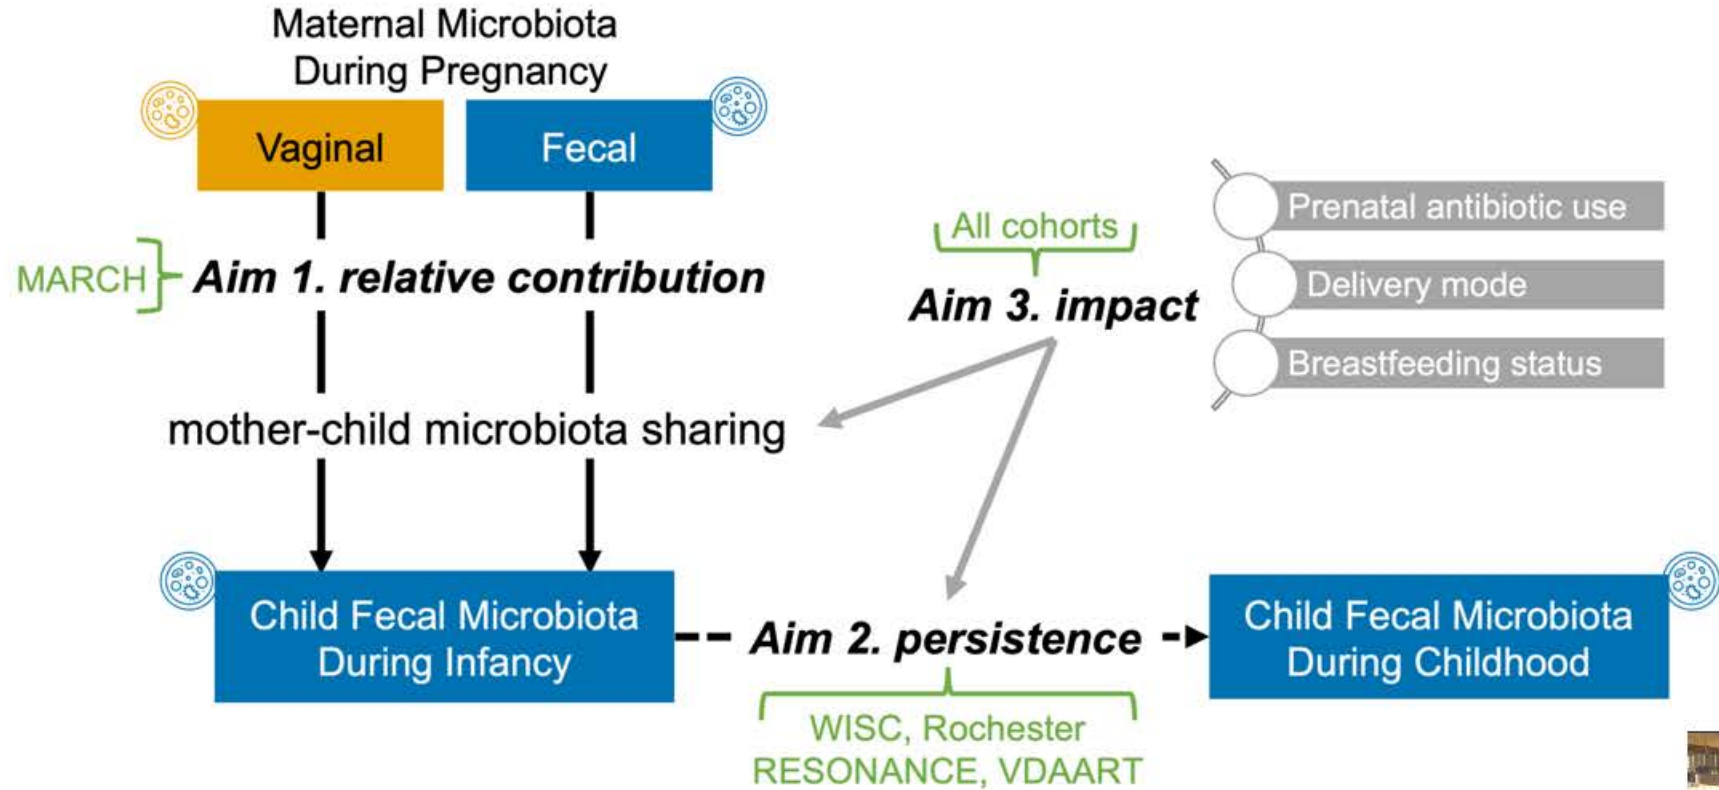 Maternal Microbiota
During Pregnancy
Vaginal
Fecal
MARCH
Aim 1. relative contribution
All cohorts
Aim 3. impact
Prenatal antibiotic use
Delivery mode
Breastfeeding status
mother-child microbiota sharing
Child Fecal Microbiota
During Infancy
Aim 2. persistence
Child Fecal Microbiota
During Childhood
WISC, Rochester
RESONANCE, VDAART